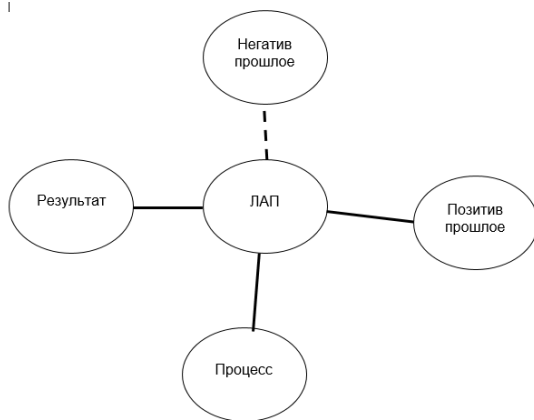 Негатив
прошлое
Результат
ЛАП
Позитив
прошлое
Процесс